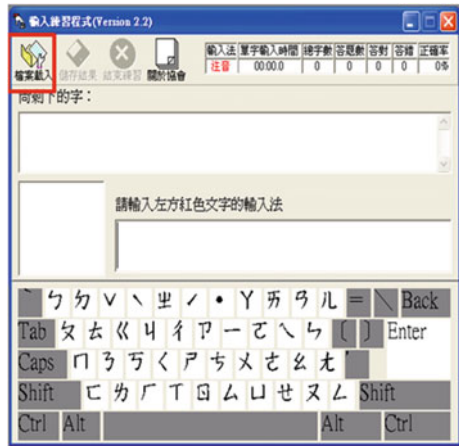 輸入練習程式(Version 2.2)
檔案載入 儲存結果 結束練習 關於協會
輸入法 單字輸入時間 總字數 答題數 答對 答錯 正確率
注音 00:00.0 0 0 0 0 0%
尚剩下的字：
請輸入左方紅色文字的輸入法
` ㄅ ㄉ ˇ ˋ ㄓ ˊ ˙ ㄚ ㄞ ㄢ ㄦ = \ Back
Tab ㄆ ㄊ ㄍ ㄐ ㄔ ㄗ ㄧ ㄛ ㄟ ㄣ [ ] Enter
Caps ㄇ ㄋ ㄎ ㄑ ㄕ ㄘ ㄨ ㄜ ㄠ ㄤ '
Shift ㄈ ㄌ ㄏ ㄒ ㄖ ㄙ ㄩ ㄝ ㄡ ㄥ Shift
Ctrl Alt Alt Ctrl